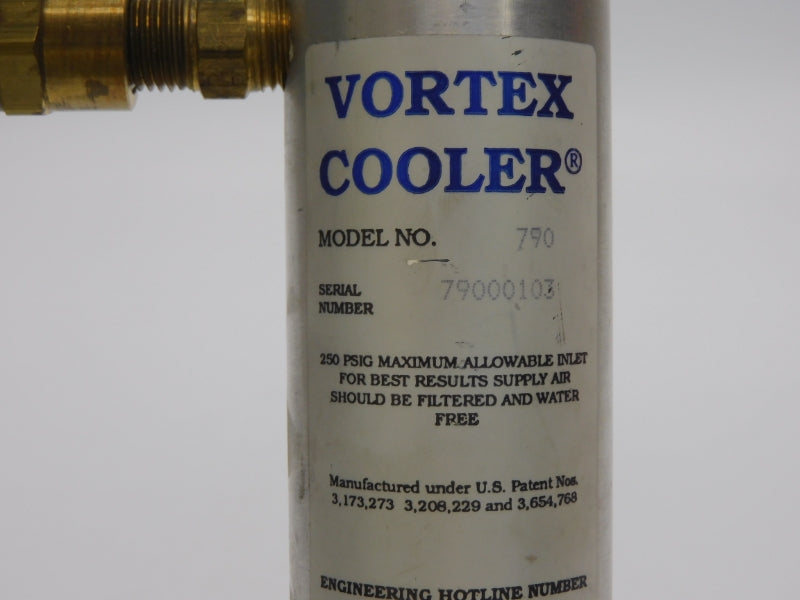 VORTEX
COOLER®
MODEL NO. 790
SERIAL
NUMBER 79000103
250 PSIG MAXIMUM ALLOWABLE INLET
FOR BEST RESULTS SUPPLY AIR
SHOULD BE FILTERED AND WATER
FREE
Manufactured under U.S. Patent Nos.
3,173,273 3,208,229 and 3,654,768
ENGINEERING HOTLINE NUMBER